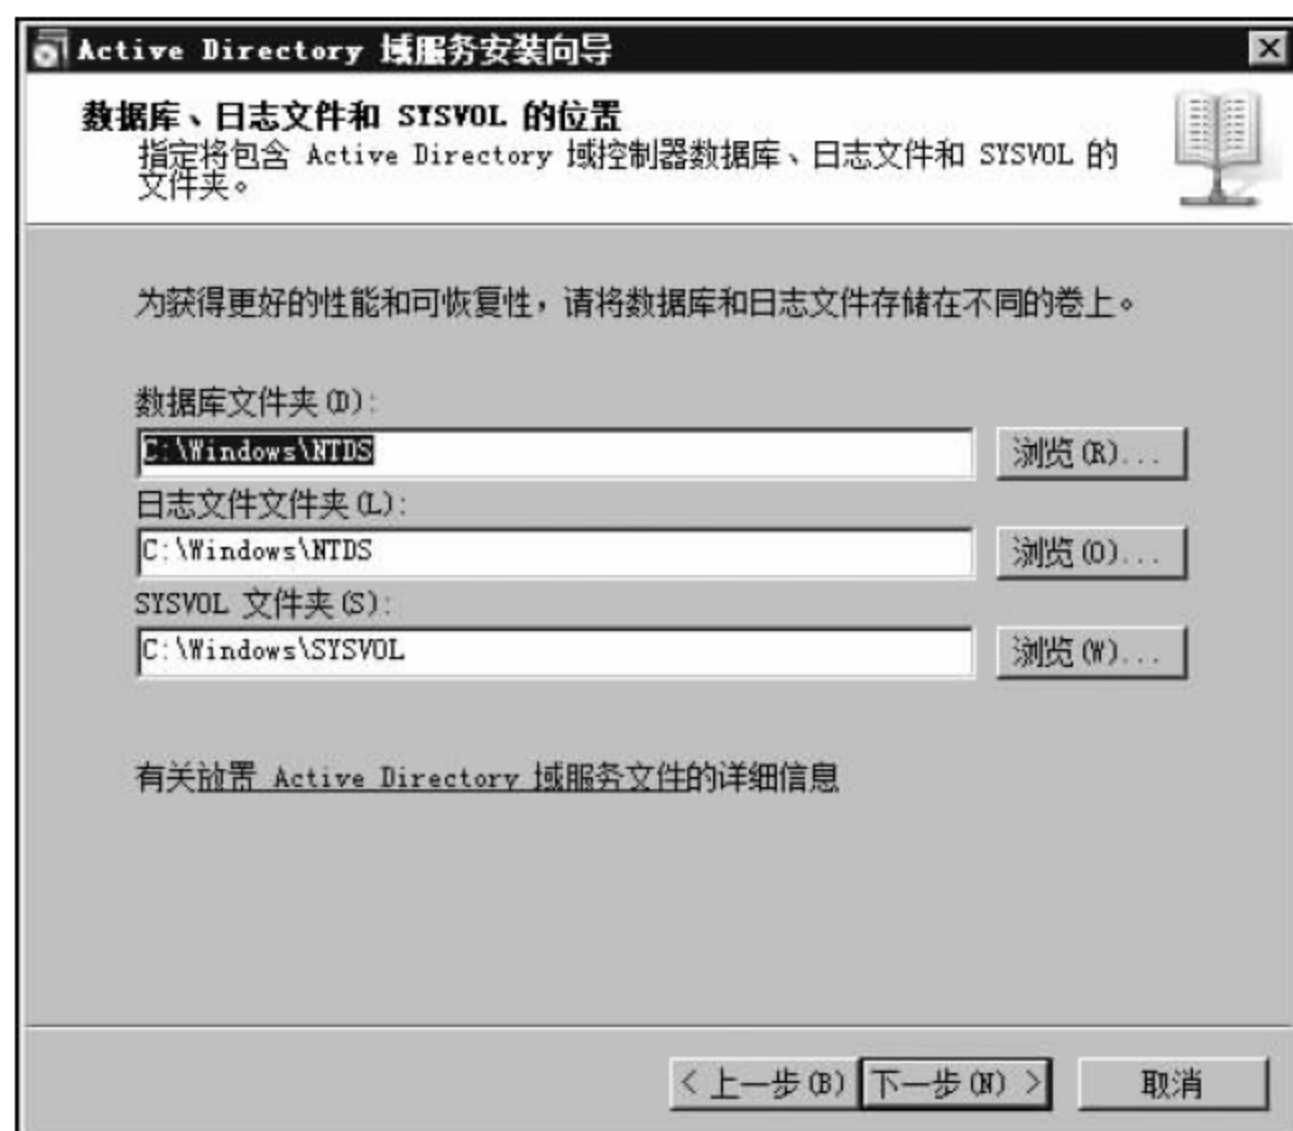 Active Directory 域服务安装向导
数据库、日志文件和 SYSVOL 的位置
指定将包含 Active Directory 域控制器数据库、日志文件和 SYSVOL 的
文件夹。
为获得更好的性能和可恢复性，请将数据库和日志文件存储在不同的卷上。
数据库文件夹(D):
C:\Windows\NTDS
浏览(R)...
日志文件文件夹(L):
C:\Windows\NTDS
浏览(O)...
SYSVOL 文件夹(S):
C:\Windows\SYSVOL
浏览(W)...
有关放置 Active Directory 域服务文件的详细信息
< 上一步(B) 下一步(N) > 取消